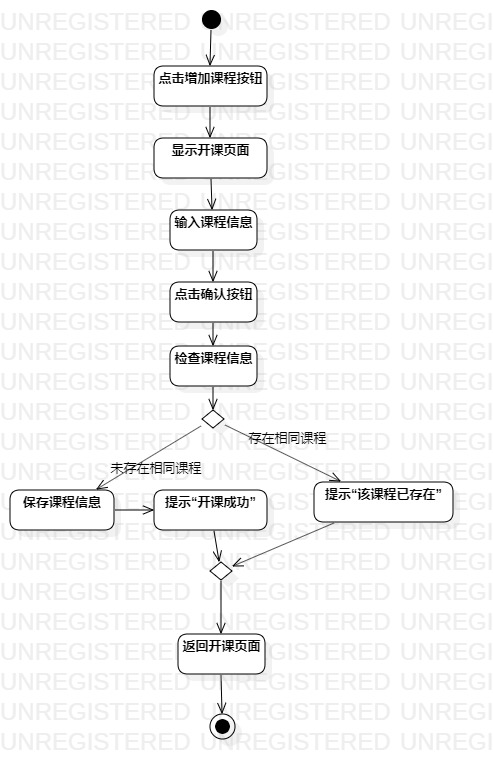 点击增加课程按钮
显示开课页面
输入课程信息
点击确认按钮
检查课程信息
存在相同课程
未存在相同课程
保存课程信息
提示“开课成功”
提示“该课程已存在”
返回开课页面
UNREGISTERED